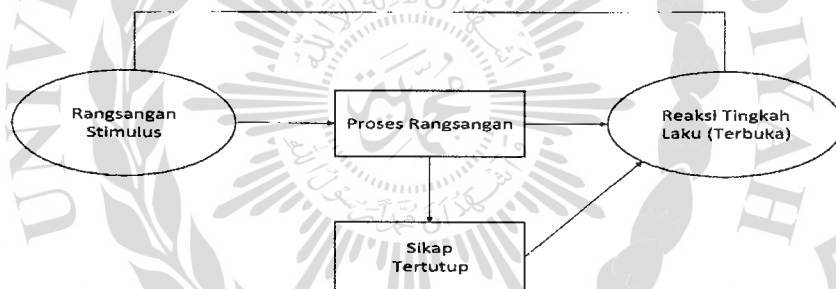 Rangsangan
Stimulus
Proses Rangsangan
Reaksi Tingkah
Laku (Terbuka)
Sikap
Tertutup